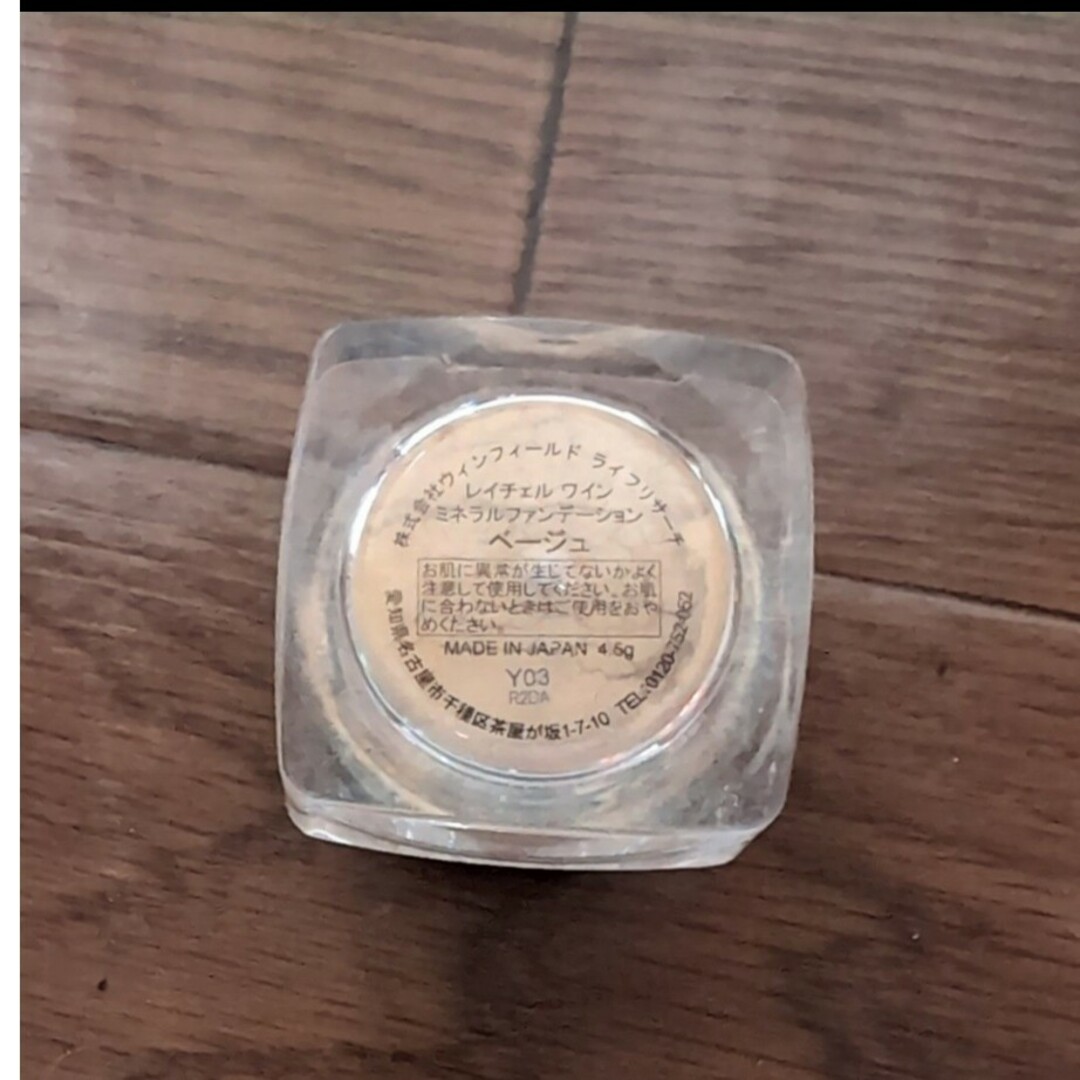 株式会社ウィンフィールド ライフリサーチ
レイチェル ワイン
ミネラルファンデーション
ベージュ
お肌に異常が生じてないかよく
注意して使用してください。お肌
に合わないときはご使用をおや
めください。
MADE IN JAPAN 4.5g
Y03
R2DA
愛知県名古屋市千種区茶屋が坂1-7-10 TEL:0120-752-062